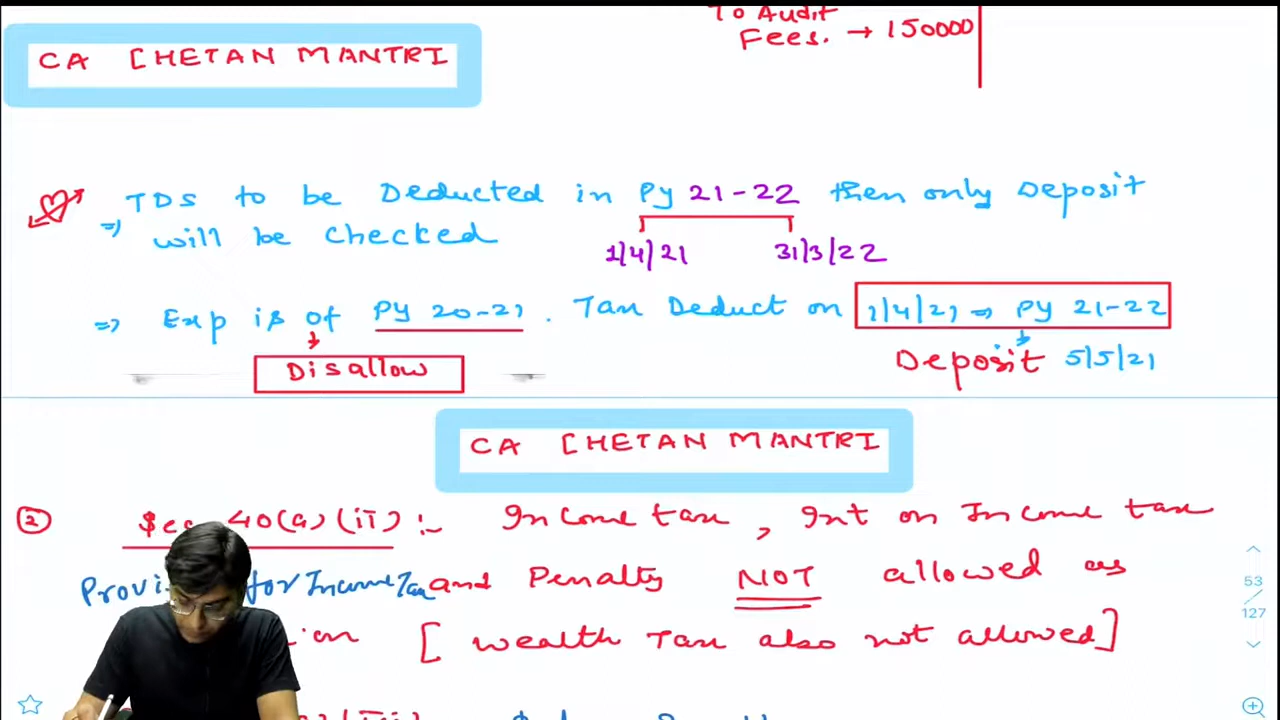 To Audit
Fees. → 150000
CA CHETAN MANTRI
TDS to be Deducted in Py 21-22 then only Deposit
⇒ will be checked
1/4/21 31/3/22
⇒ Exp is of Py 20-21. Tax Deduct on 1/4/21 ⇒ Py 21-22
Disallow
Deposit 5/5/21
CA CHETAN MANTRI
② Sec 40(a)(ii) :- Income tax, Int on Income tax
for Income Tax and Penalty NOT allowed as
[ wealth Tax also not allowed]
53
127